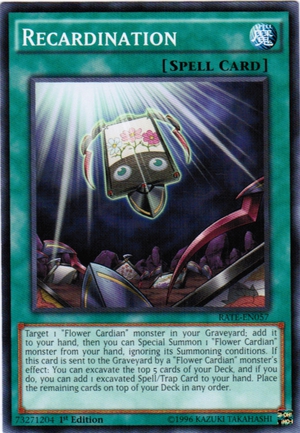 RECARDINATION
[SPELL CARD]
RATE-EN057
Target 1 "Flower Cardian" monster in your Graveyard; add it
to your hand, then you can Special Summon 1 "Flower Cardian"
monster from your hand, ignoring its Summoning conditions. If
this card is sent to the Graveyard by a "Flower Cardian" monster's
effect: You can excavate the top 5 cards of your Deck, and if you
do, you can add 1 excavated Spell/Trap Card to your hand. Place
the remaining cards on top of your Deck in any order.
73271204 1st Edition ©1996 KAZUKI TAKAHASHI